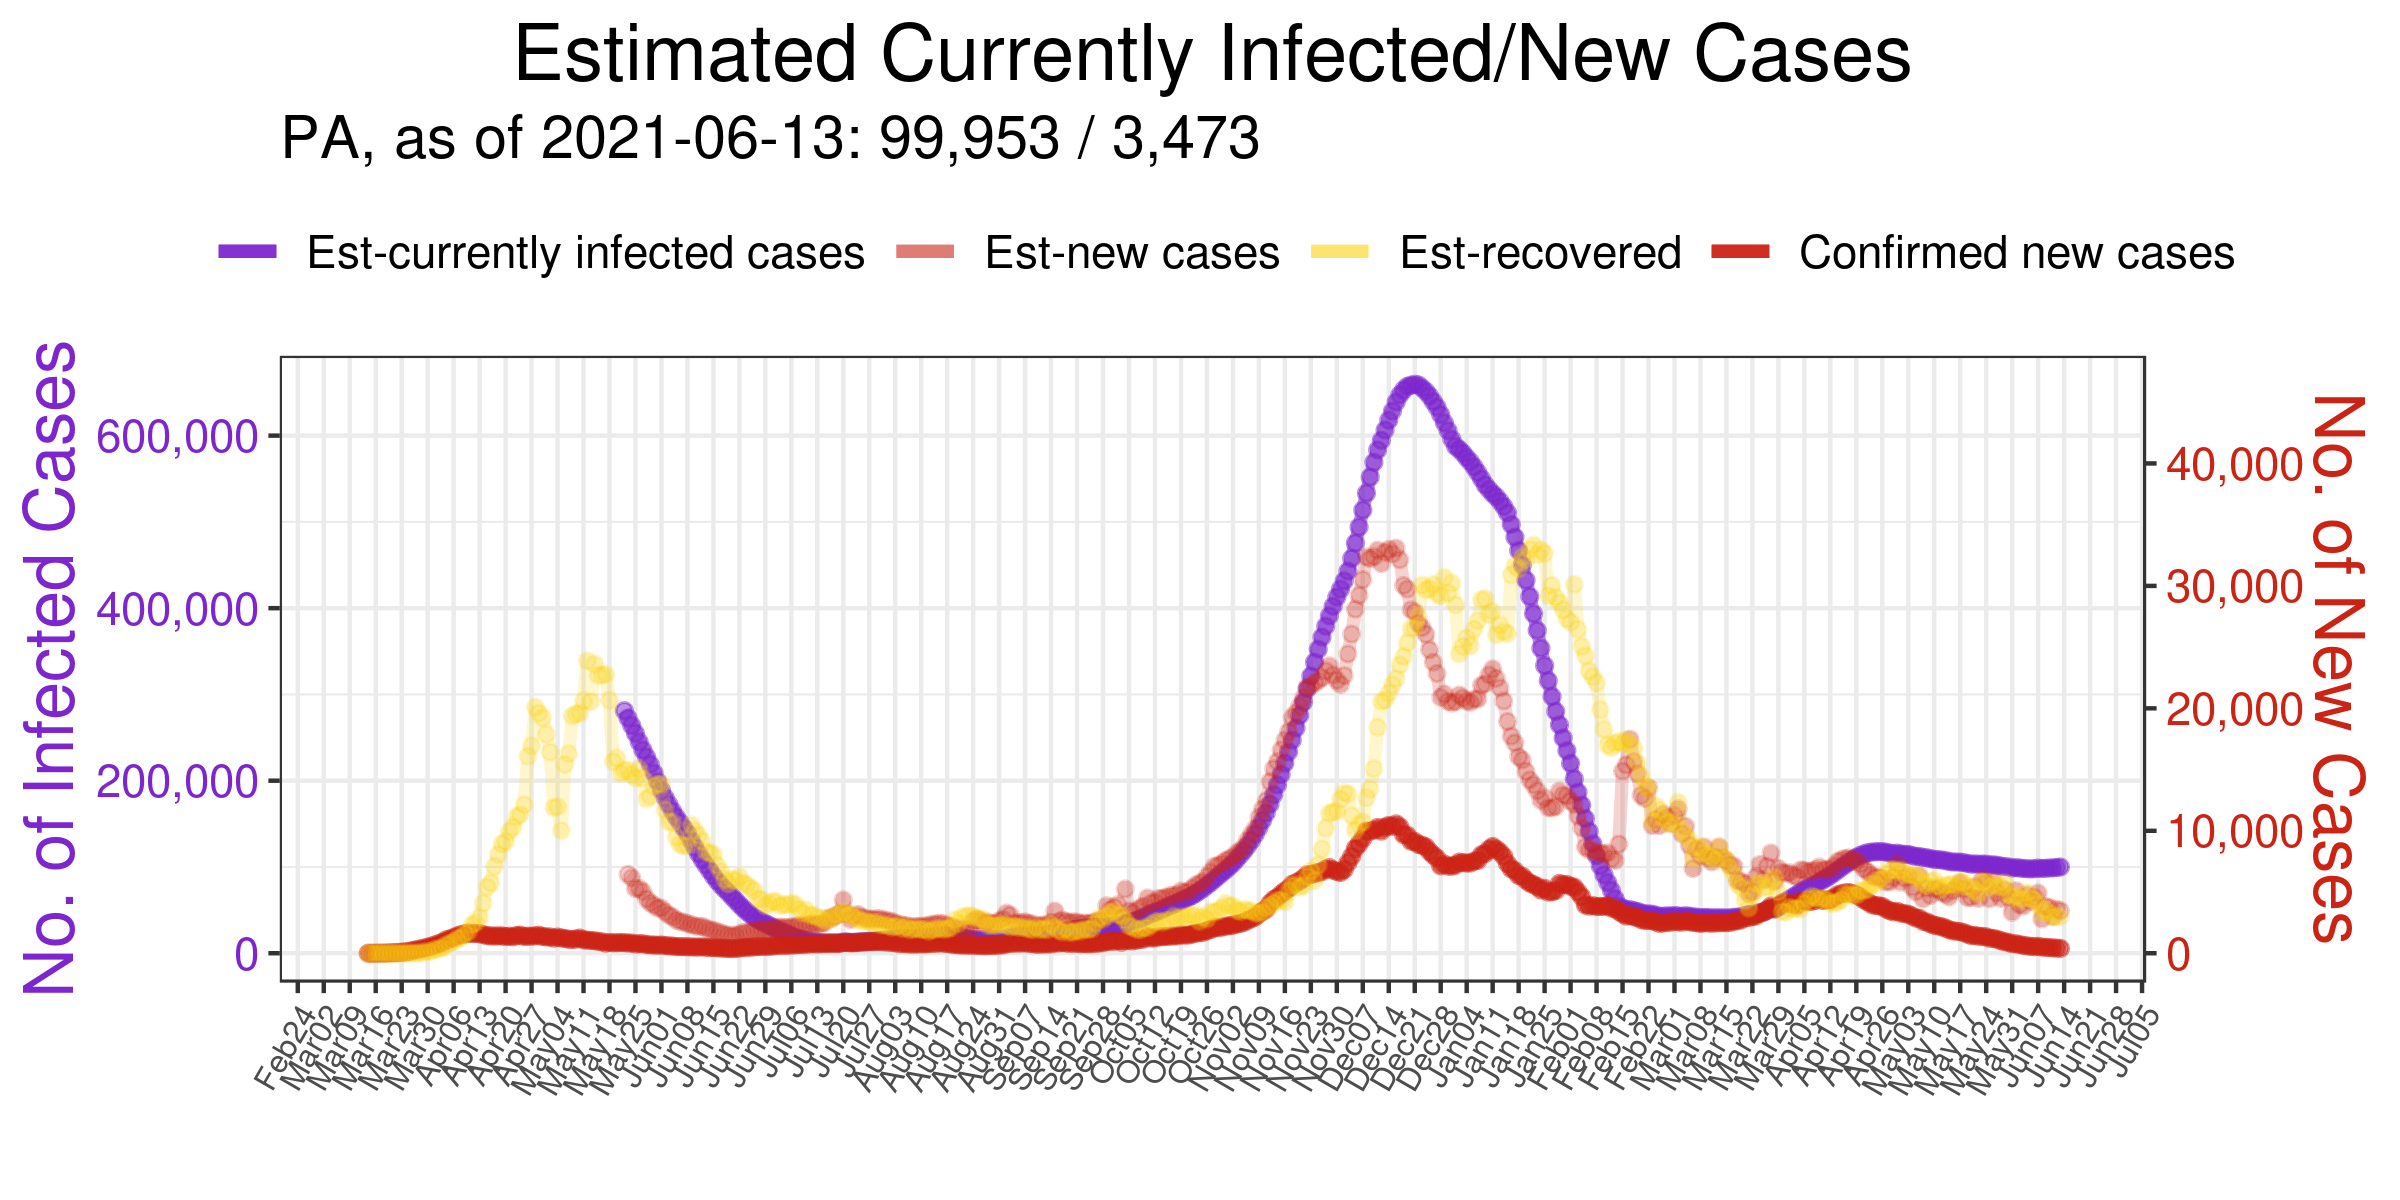 Estimated Currently Infected/New Cases
PA, as of 2021-06-13: 99,953 / 3,473
Est-currently infected cases
Est-new cases
Est-recovered
Confirmed new cases
No. of Infected Cases
600,000
400,000
200,000
0
No. of New Cases
40,000
30,000
20,000
10,000
0
Feb24
Mar02
Mar09
Mar16
Mar23
Mar30
Apr06
Apr13
Apr20
Apr27
May04
May11
May18
May25
Jun01
Jun08
Jun15
Jun22
Jun29
Jul06
Jul13
Jul20
Jul27
Aug03
Aug10
Aug17
Aug24
Aug31
Sep07
Sep14
Sep21
Sep28
Oct05
Oct12
Oct19
Oct26
Nov02
Nov09
Nov16
Nov23
Nov30
Dec07
Dec14
Dec21
Dec28
Jan04
Jan11
Jan18
Jan25
Feb01
Feb08
Feb15
Feb22
Mar01
Mar08
Mar15
Mar22
Mar29
Apr05
Apr12
Apr19
Apr26
May03
May10
May17
May24
May31
Jun07
Jun14
Jun21
Jun28
Jul05